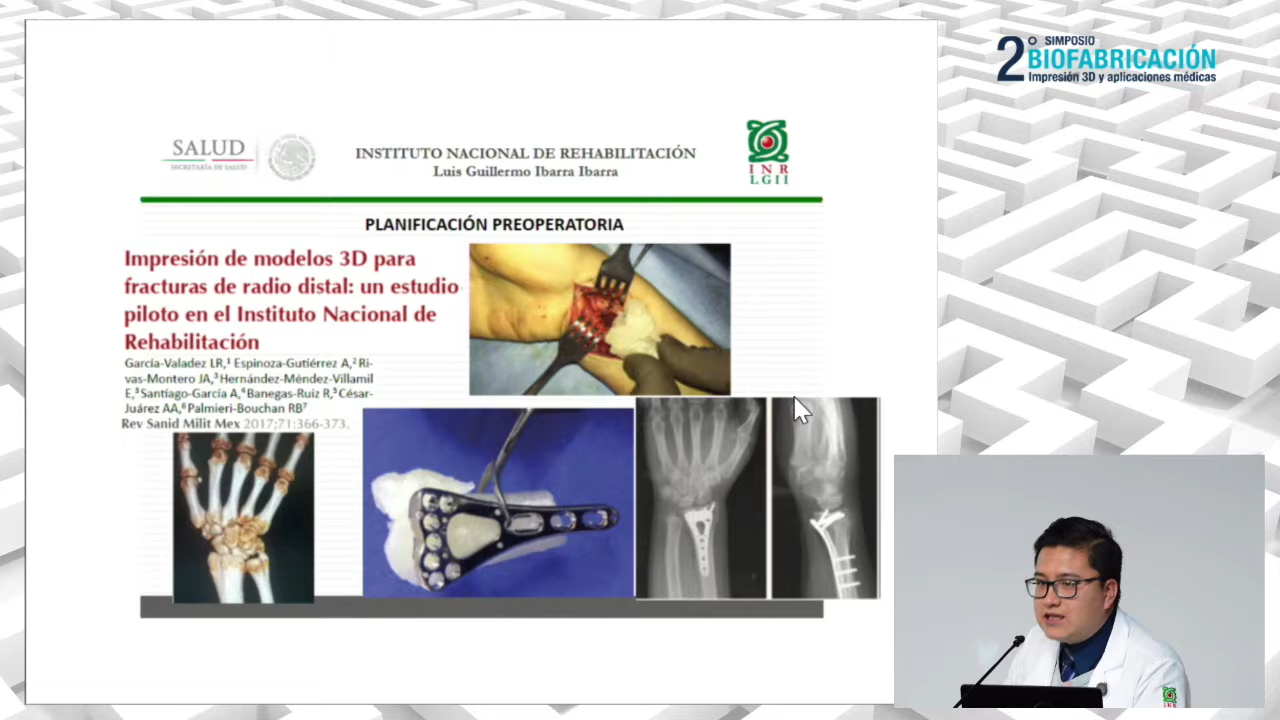 2° SIMPOSIO
BIOFABRICACIÓN
Impresión 3D y aplicaciones médicas
SALUD
SECRETARÍA DE SALUD
INSTITUTO NACIONAL DE REHABILITACIÓN
Luis Guillermo Ibarra Ibarra
INR
LGII
PLANIFICACIÓN PREOPERATORIA
Impresión de modelos 3D para
fracturas de radio distal: un estudio
piloto en el Instituto Nacional de
Rehabilitación
García-Valadez LR,¹ Espinoza-Gutiérrez A,² Ri-
vas-Montero JA,³ Hernández-Méndez-Villamil
E,³ Santiago-García A,⁴ Banegas-Ruiz R,⁵ César-
Juárez AA,⁶ Palmieri-Bouchan RB⁷
Rev Sanid Milit Mex 2017;71:366-373.
INR